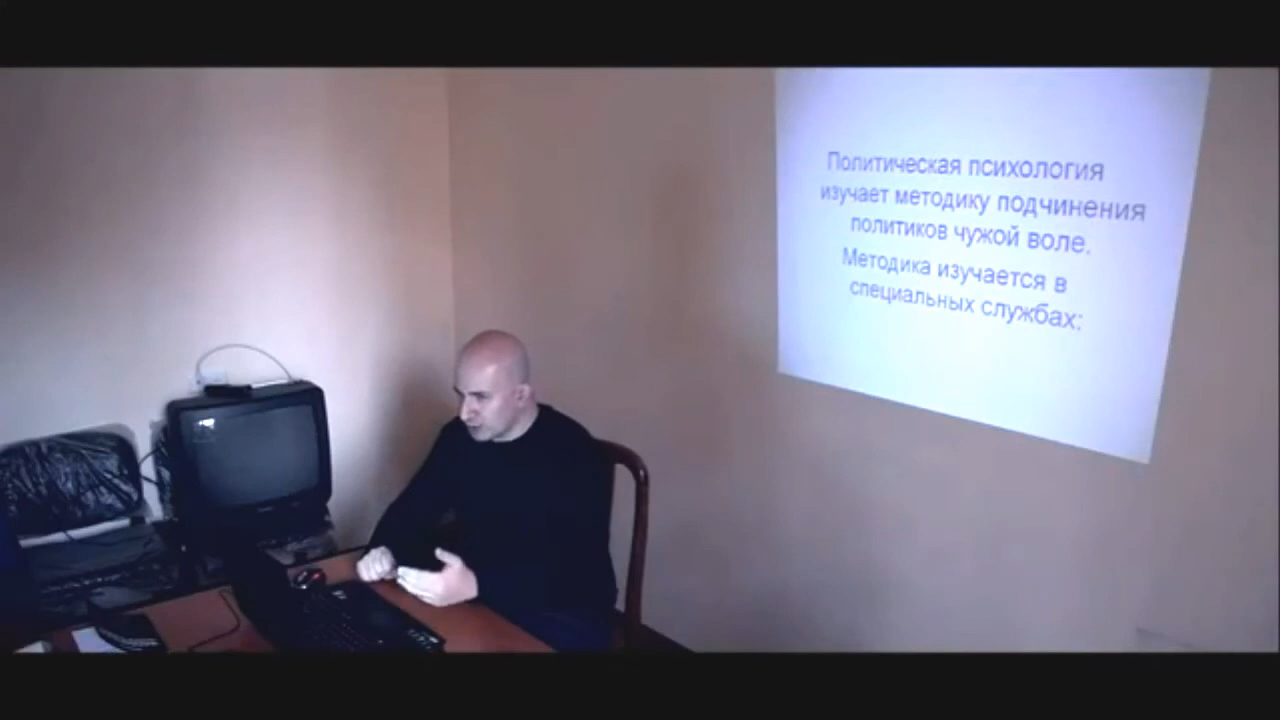 Политическая психология
изучает методику подчинения
политиков чужой воле.
Методика изучается в
специальных службах;